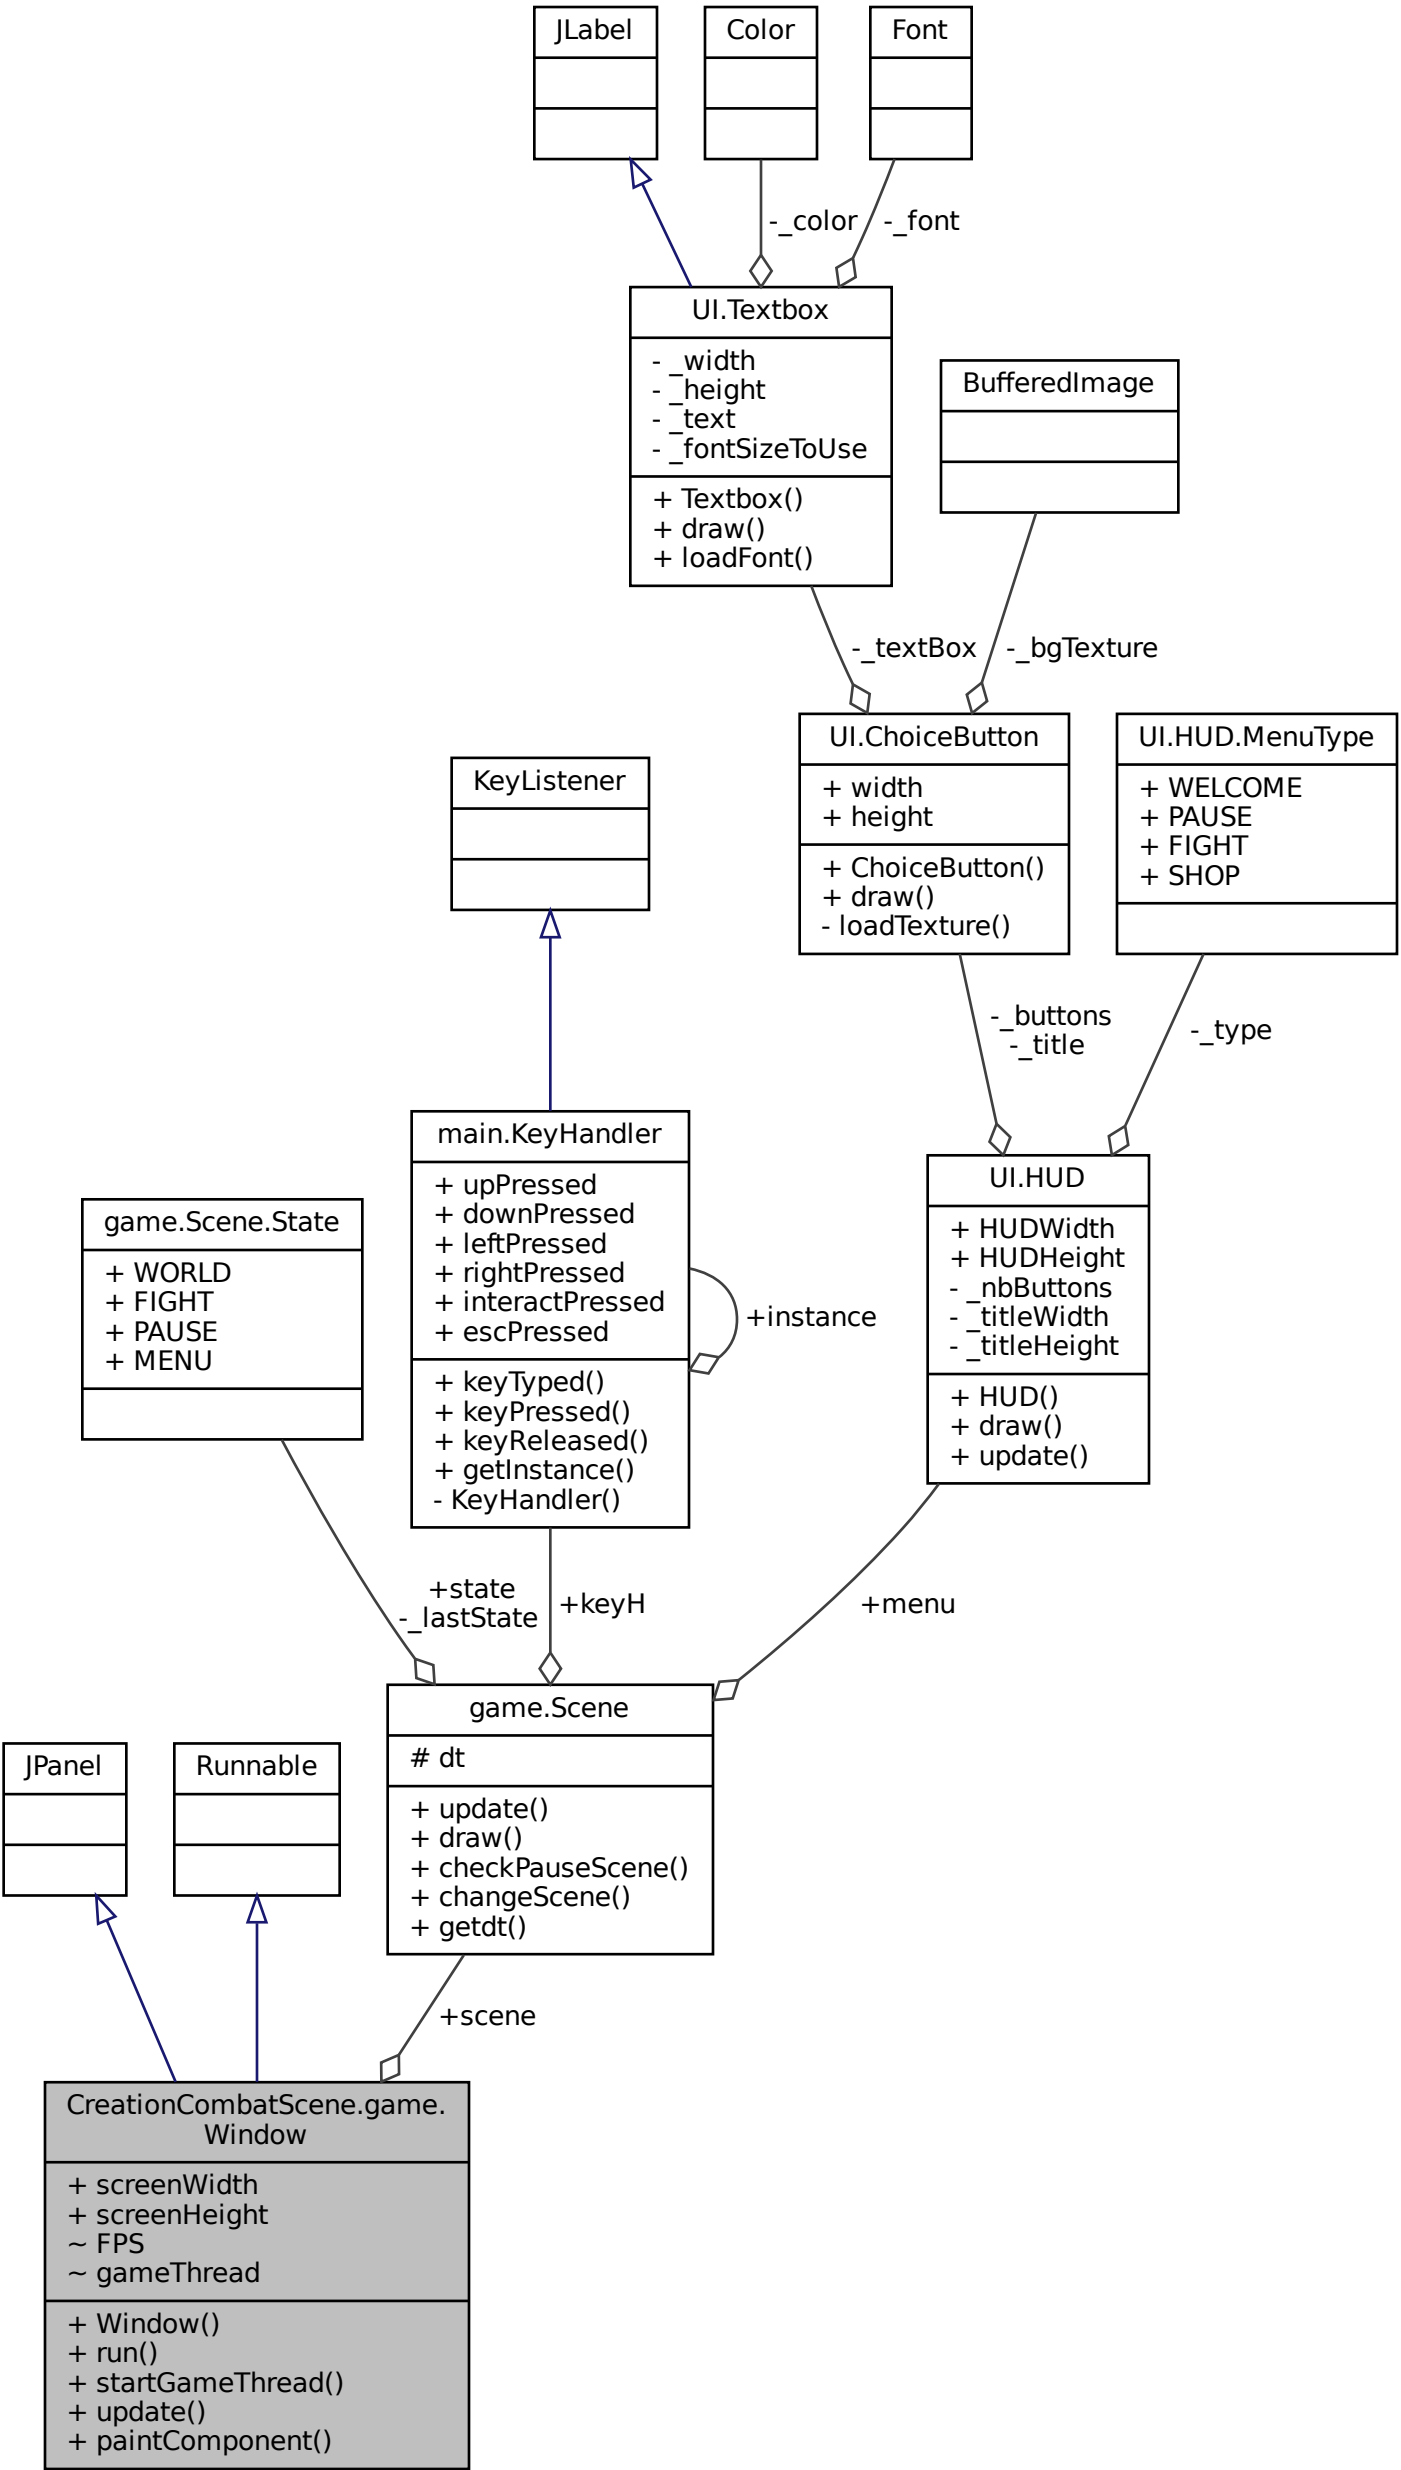 JLabel
Color
Font
-_color
-_font
UI.Textbox
- _width
- _height
- _text
- _fontSizeToUse
+ Textbox()
+ draw()
+ loadFont()
BufferedImage
-_textBox
-_bgTexture
UI.ChoiceButton
+ width
+ height
+ ChoiceButton()
+ draw()
- loadTexture()
UI.HUD.MenuType
+ WELCOME
+ PAUSE
+ FIGHT
+ SHOP
KeyListener
-_buttons
-_title
-_type
main.KeyHandler
+ upPressed
+ downPressed
+ leftPressed
+ rightPressed
+ interactPressed
+ escPressed
+ keyTyped()
+ keyPressed()
+ keyReleased()
+ getInstance()
- KeyHandler()
+instance
UI.HUD
+ HUDWidth
+ HUDHeight
- _nbButtons
- _titleWidth
- _titleHeight
+ HUD()
+ draw()
+ update()
game.Scene.State
+ WORLD
+ FIGHT
+ PAUSE
+ MENU
+state
-_lastState
+keyH
+menu
game.Scene
# dt
+ update()
+ draw()
+ checkPauseScene()
+ changeScene()
+ getdt()
JPanel
Runnable
+scene
CreationCombatScene.game.
Window
+ screenWidth
+ screenHeight
~ FPS
~ gameThread
+ Window()
+ run()
+ startGameThread()
+ update()
+ paintComponent()